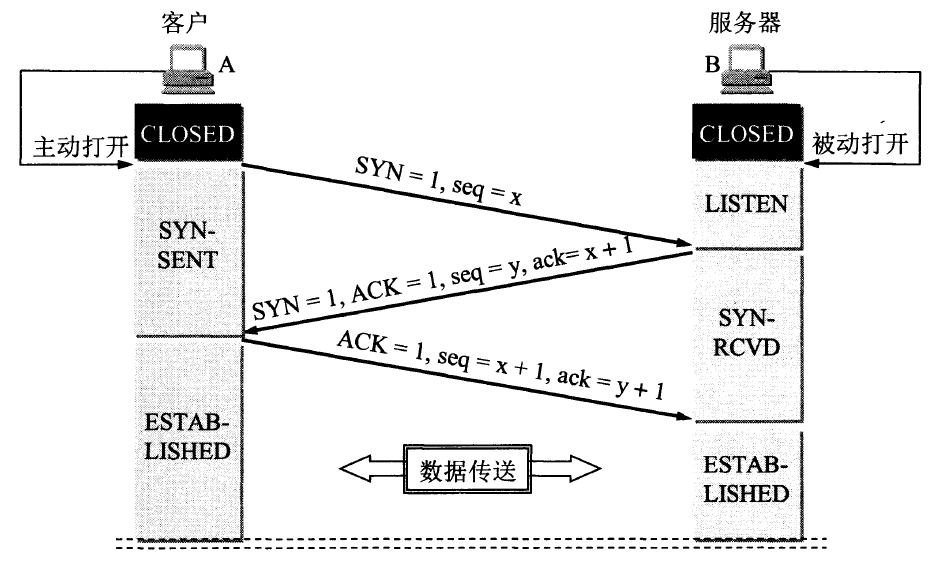 客户
服务器
A
B
CLOSED
CLOSED
主动打开
被动打开
SYN = 1, seq = x
LISTEN
SYN-
SENT
SYN = 1, ACK = 1, seq = y, ack= x + 1
SYN-
RCVD
ACK = 1, seq = x + 1, ack = y + 1
ESTAB-
LISHED
数据传送
ESTAB-
LISHED